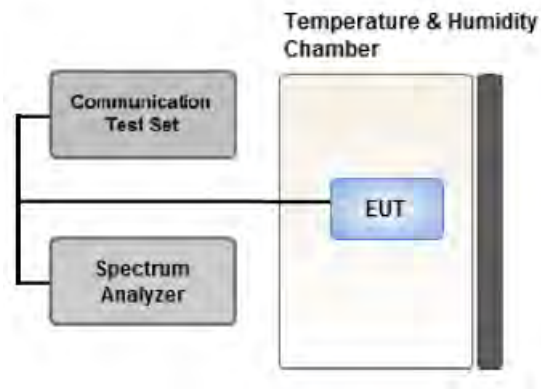 Temperature & Humidity
Chamber
Communication
Test Set
EUT
Spectrum
Analyzer